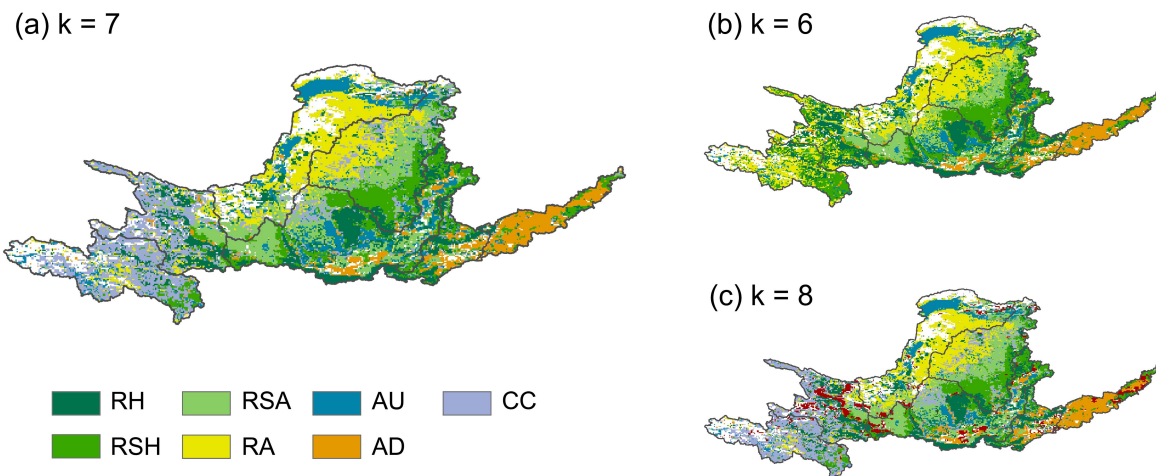 (a) k = 7
(b) k = 6
(c) k = 8
RH RSA AU CC
RSH RA AD